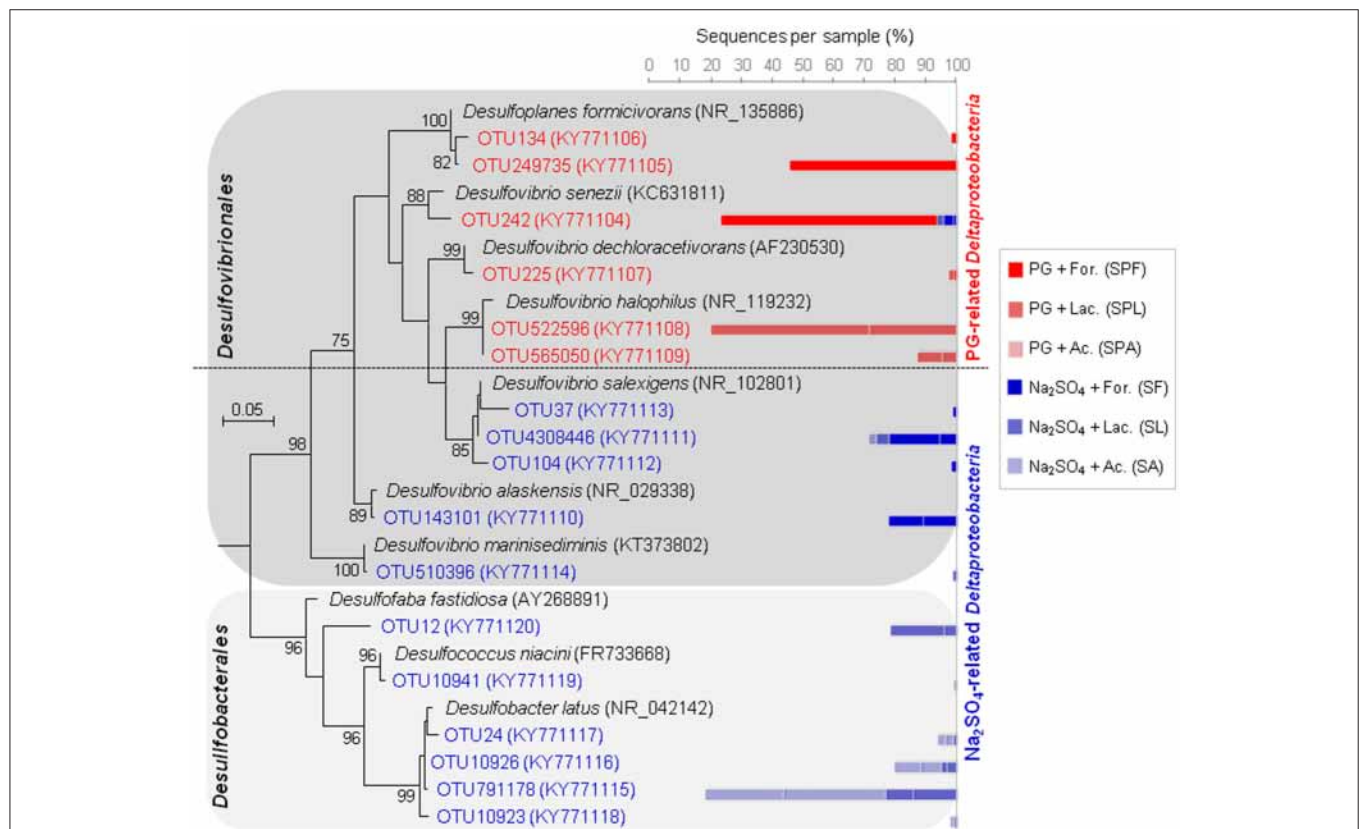 Sequences per sample (%)
0 10 20 30 40 50 60 70 80 90 100
Desulfovibrionales
Desulfoplanes formicivorans (NR_135886)
100
OTU134 (KY771106)
82
OTU249735 (KY771105)
Desulfovibrio senezii (KC631811)
88
OTU242 (KY771104)
Desulfovibrio dechloracetivorans (AF230530)
99
OTU225 (KY771107)
Desulfovibrio halophilus (NR_119232)
99
OTU522596 (KY771108)
75
OTU565050 (KY771109)
Desulfovibrio salexigens (NR_102801)
OTU37 (KY771113)
0.05
OTU4308446 (KY771111)
98
85
OTU104 (KY771112)
Desulfovibrio alaskensis (NR_029338)
89
OTU143101 (KY771110)
Desulfovibrio marinisediminis (KT373802)
100
OTU510396 (KY771114)
Desulfobacterales
Desulfofaba fastidiosa (AY268891)
OTU12 (KY771120)
96
96
Desulfococcus niacini (FR733668)
OTU10941 (KY771119)
Desulfobacter latus (NR_042142)
96
OTU24 (KY771117)
OTU10926 (KY771116)
OTU791178 (KY771115)
99
OTU10923 (KY771118)
PG-related Deltaproteobacteria
Na₂SO₄-related Deltaproteobacteria
PG + For. (SPF)
PG + Lac. (SPL)
PG + Ac. (SPA)
Na₂SO₄ + For. (SF)
Na₂SO₄ + Lac. (SL)
Na₂SO₄ + Ac. (SA)